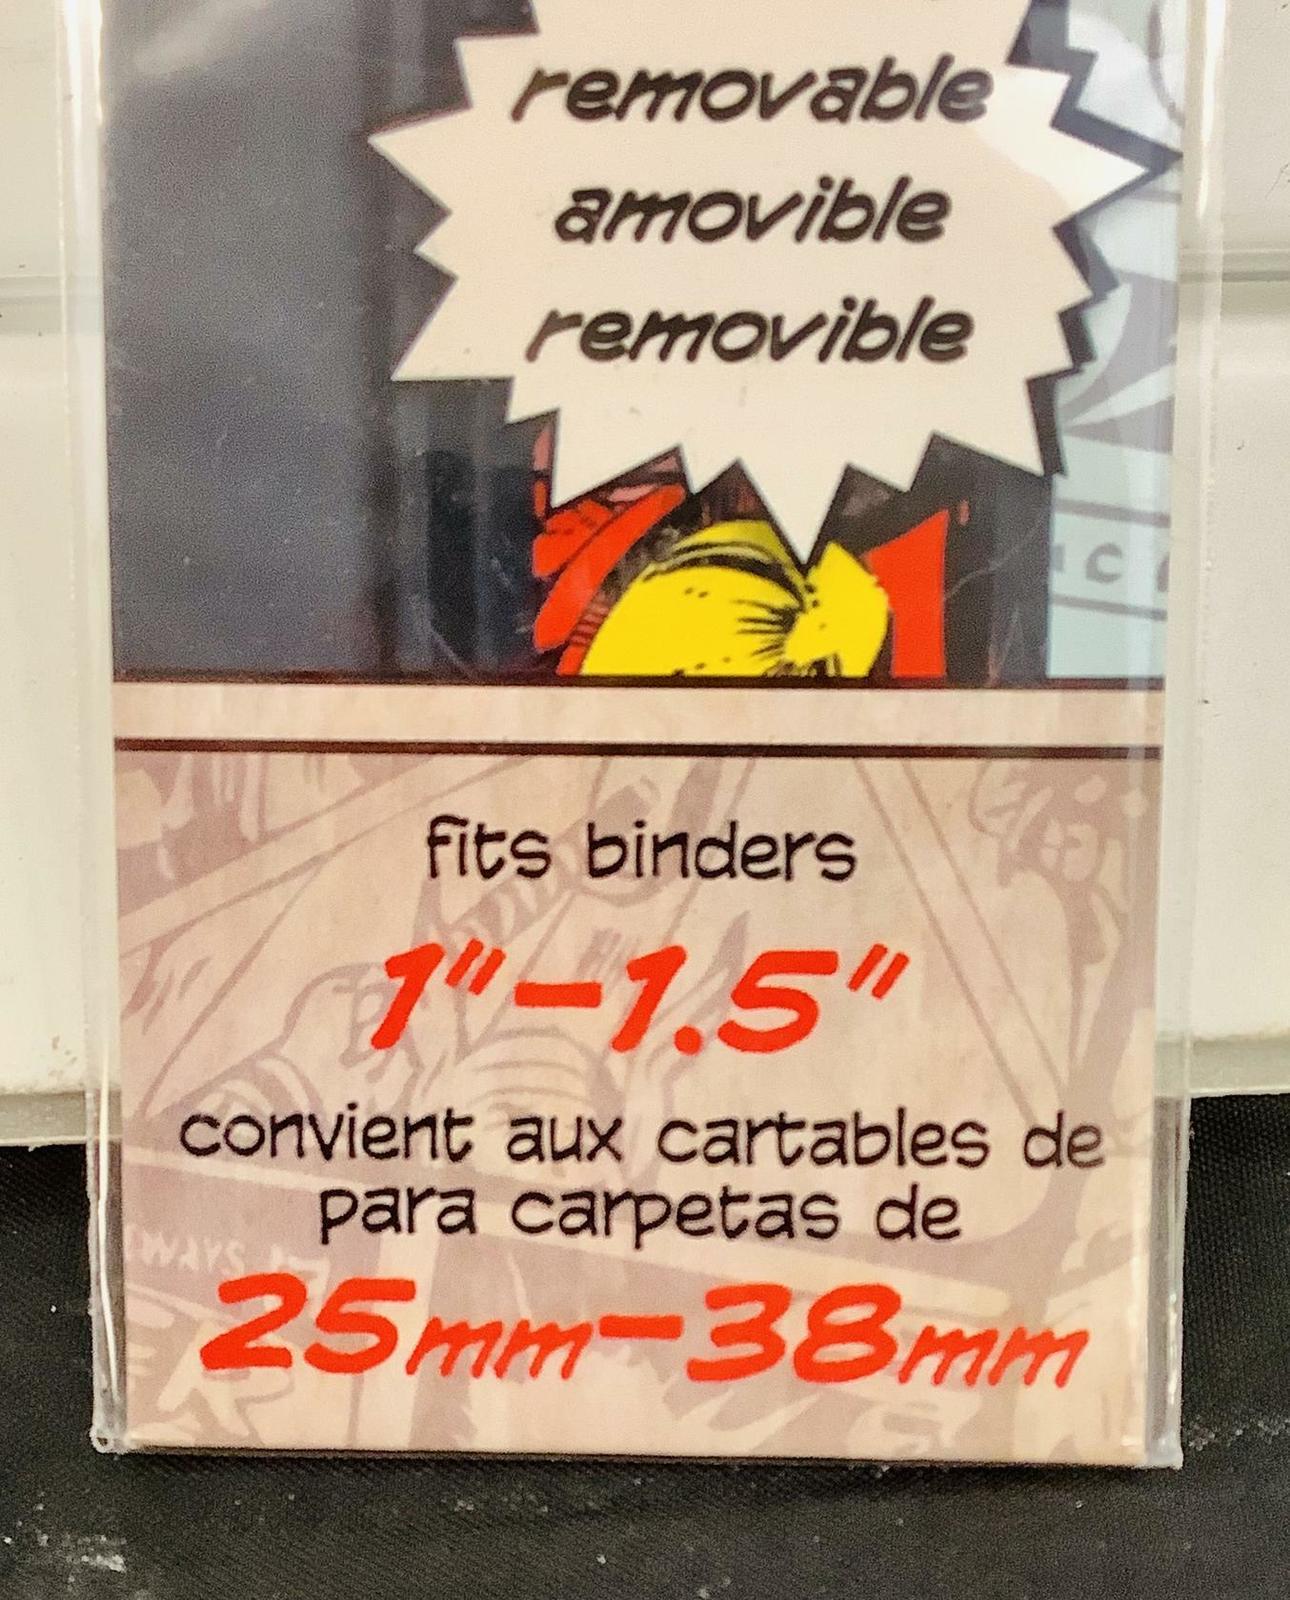 removable
amovible
removible
fits binders
1"-1.5"
convient aux cartables de
para carpetas de
25mm-38mm